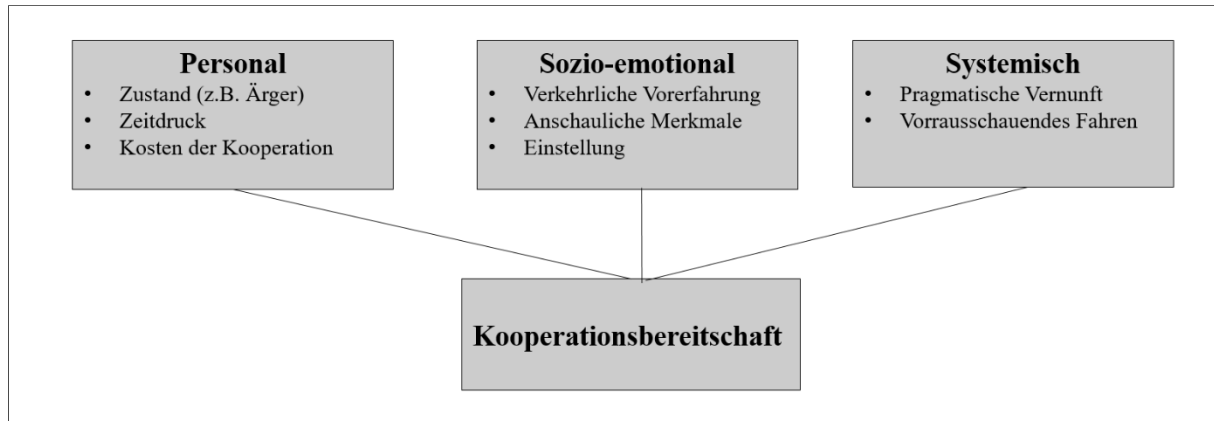 Personal
• Zustand (z.B. Ärger)
• Zeitdruck
• Kosten der Kooperation
Sozio-emotional
• Verkehrliche Vorerfahrung
• Anschauliche Merkmale
• Einstellung
Systemisch
• Pragmatische Vernunft
• Vorrausschauendes Fahren
Kooperationsbereitschaft